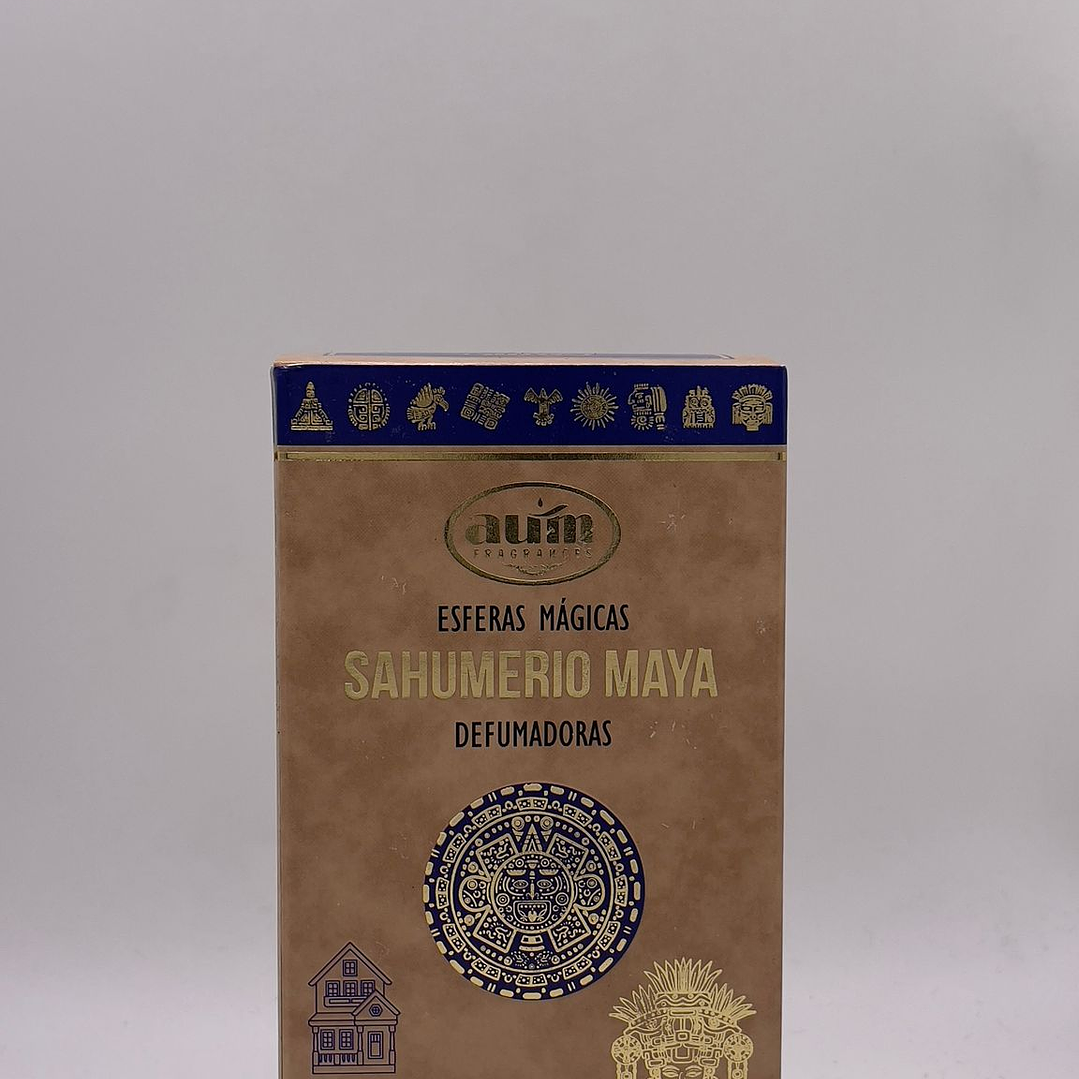 aum
FRAGRANCES
ESFERAS MÁGICAS
SAHUMERIO MAYA
DEFUMADORAS